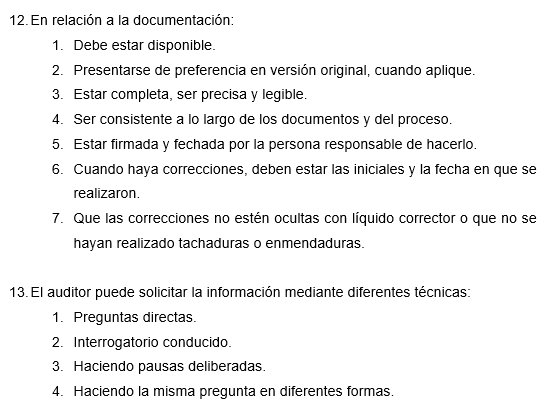 12. En relación a la documentación:
1. Debe estar disponible.
2. Presentarse de preferencia en versión original, cuando aplique.
3. Estar completa, ser precisa y legible.
4. Ser consistente a lo largo de los documentos y del proceso.
5. Estar firmada y fechada por la persona responsable de hacerlo.
6. Cuando haya correcciones, deben estar las iniciales y la fecha en que se
realizaron.
7. Que las correcciones no estén ocultas con líquido corrector o que no se
hayan realizado tachaduras o enmendaduras.
13. El auditor puede solicitar la información mediante diferentes técnicas:
1. Preguntas directas.
2. Interrogatorio conducido.
3. Haciendo pausas deliberadas.
4. Haciendo la misma pregunta en diferentes formas.